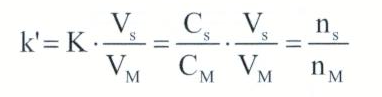 k' = K · V_s / V_M = C_s / C_M · V_s / V_M = n_s / n_M